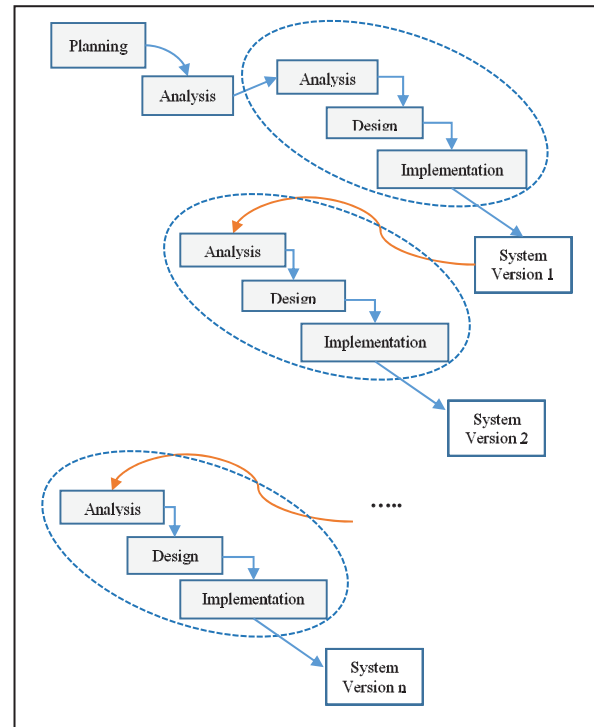 Planning
Analysis
Analysis
Design
Implementation
System
Version 1
Analysis
Design
Implementation
System
Version 2
.....
Analysis
Design
Implementation
System
Version n